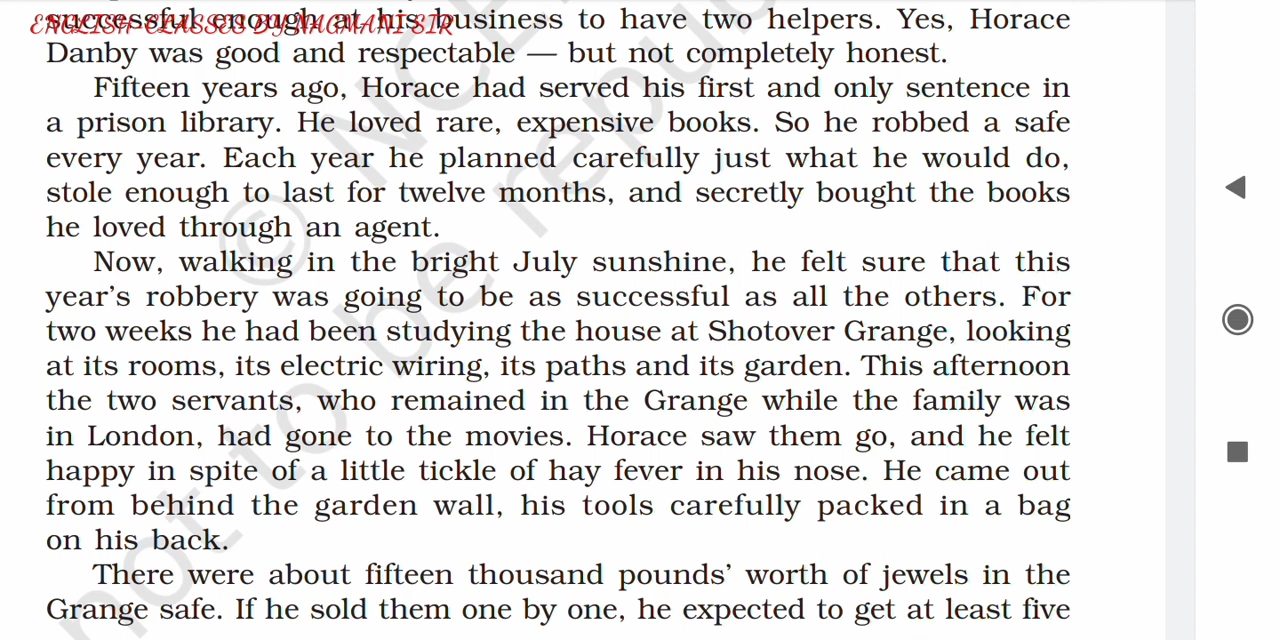 successful enough at his business to have two helpers. Yes, Horace
ENGLISH CLASSES BY NAGMANI SIR
Danby was good and respectable — but not completely honest.
Fifteen years ago, Horace had served his first and only sentence in
a prison library. He loved rare, expensive books. So he robbed a safe
every year. Each year he planned carefully just what he would do,
stole enough to last for twelve months, and secretly bought the books
he loved through an agent.
Now, walking in the bright July sunshine, he felt sure that this
year's robbery was going to be as successful as all the others. For
two weeks he had been studying the house at Shotover Grange, looking
at its rooms, its electric wiring, its paths and its garden. This afternoon
the two servants, who remained in the Grange while the family was
in London, had gone to the movies. Horace saw them go, and he felt
happy in spite of a little tickle of hay fever in his nose. He came out
from behind the garden wall, his tools carefully packed in a bag
on his back.
There were about fifteen thousand pounds' worth of jewels in the
Grange safe. If he sold them one by one, he expected to get at least five
© NCE
not to be repu